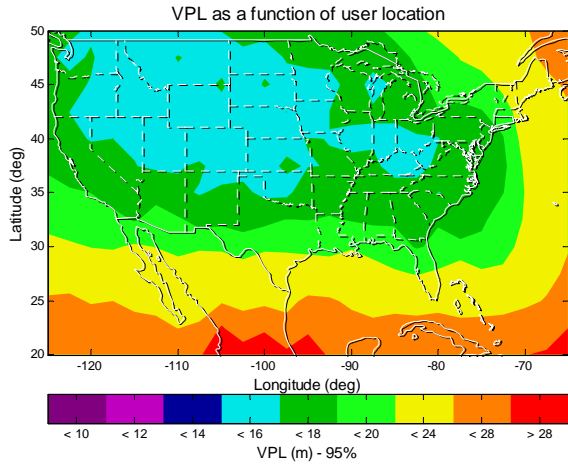 VPL as a function of user location
50
45
40
35
30
25
20
Latitude (deg)
-120 -110 -100 -90 -80 -70
Longitude (deg)
< 10 < 12 < 14 < 16 < 18 < 20 < 24 < 28 > 28
VPL (m) - 95%